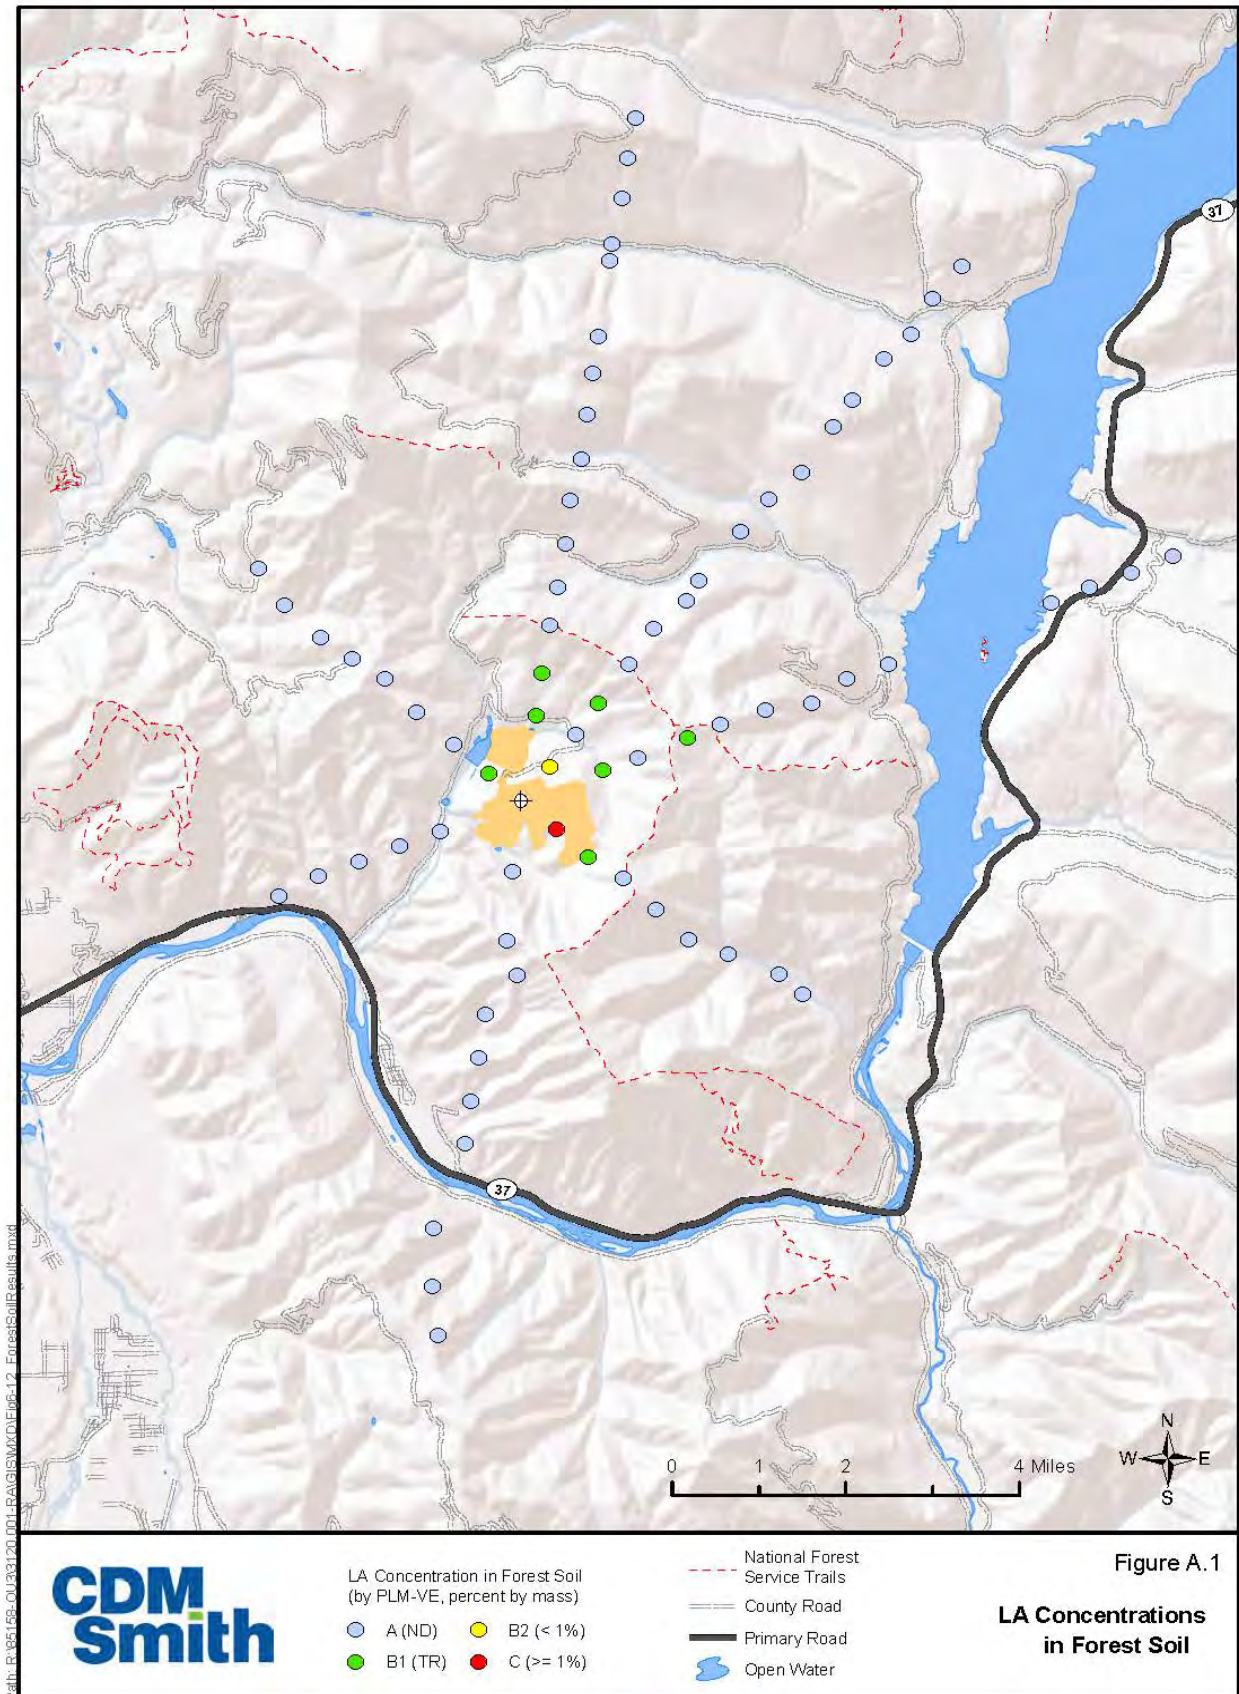 37
37
N
W E
S
0 1 2 4 Miles
CDM
Smith
LA Concentration in Forest Soil
(by PLM-VE, percent by mass)
A (ND) B2 (< 1%)
B1 (TR) C (>= 1%)
National Forest
Service Trails
County Road
Primary Road
Open Water
Figure A.1
LA Concentrations
in Forest Soil